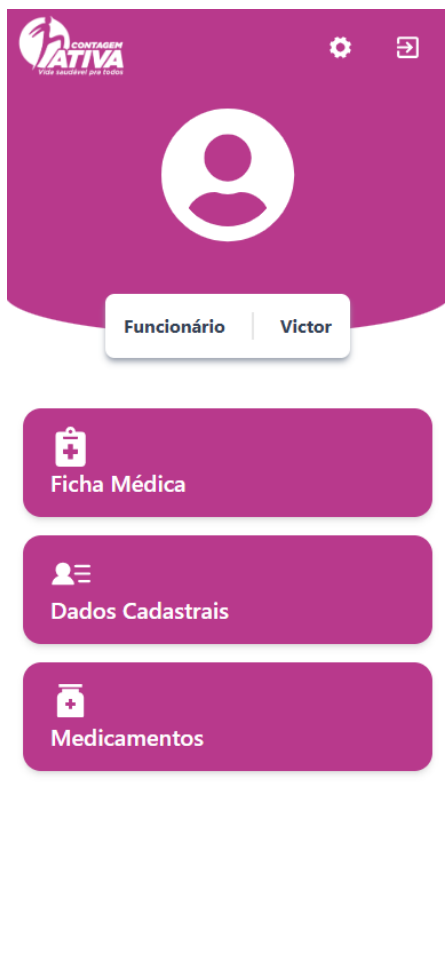 CONTAGEM
ATIVA
Vida saudável pra todos
Funcionário Victor
Ficha Médica
Dados Cadastrais
Medicamentos